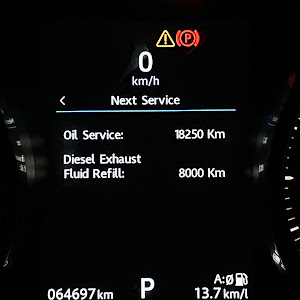 P
0
km/h
< Next Service
Oil Service: 18250 Km
Diesel Exhaust
Fluid Refill: 8000 Km
A:Ø
064697km P 13.7km/l